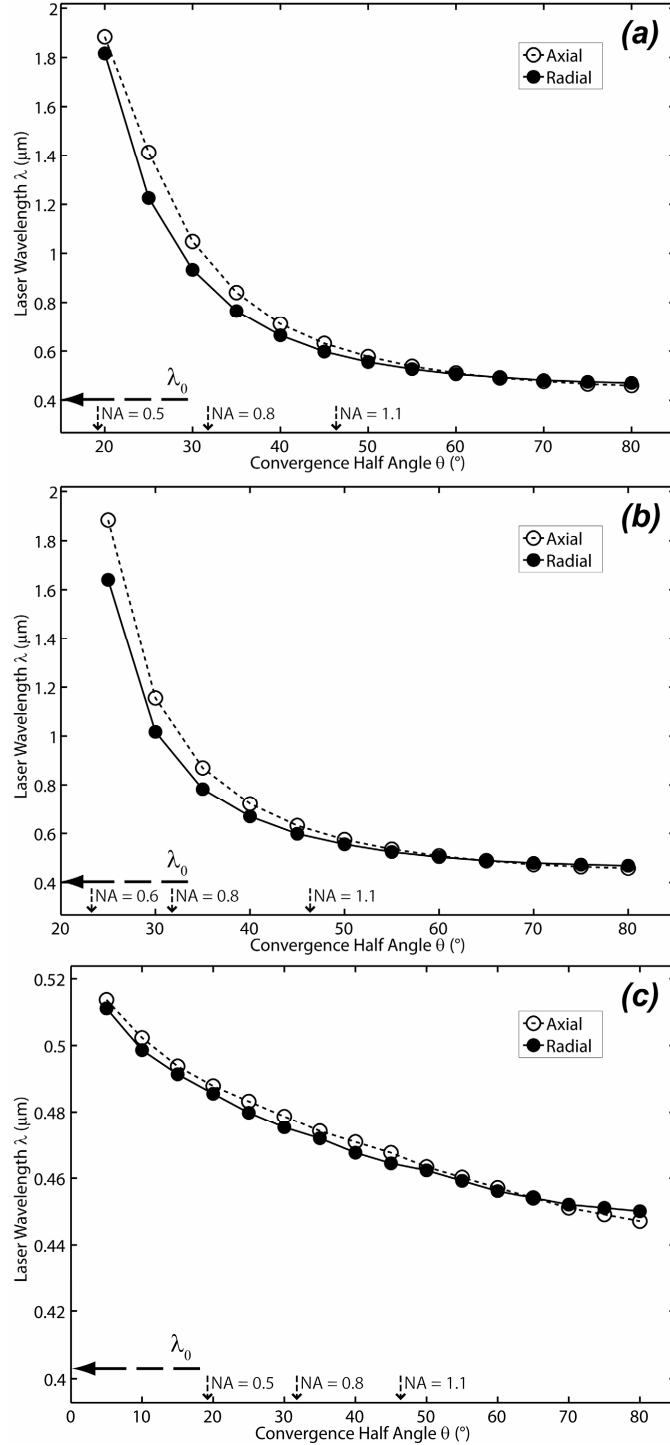 (a)
2
1.8
1.6
1.4
1.2
1
0.8
0.6
0.4
Laser Wavelength λ (μm)
Axial
Radial
λ₀
NA = 0.5
NA = 0.8
NA = 1.1
20 30 40 50 60 70 80
Convergence Half Angle θ (°)
(b)
2
1.8
1.6
1.4
1.2
1
0.8
0.6
0.4
Laser Wavelength λ (μm)
Axial
Radial
λ₀
NA = 0.6
NA = 0.8
NA = 1.1
20 30 40 50 60 70 80
Convergence Half Angle θ (°)
(c)
0.52
0.5
0.48
0.46
0.44
0.42
0.4
Laser Wavelength λ (μm)
Axial
Radial
λ₀
NA = 0.5
NA = 0.8
NA = 1.1
0 10 20 30 40 50 60 70 80
Convergence Half Angle θ (°)